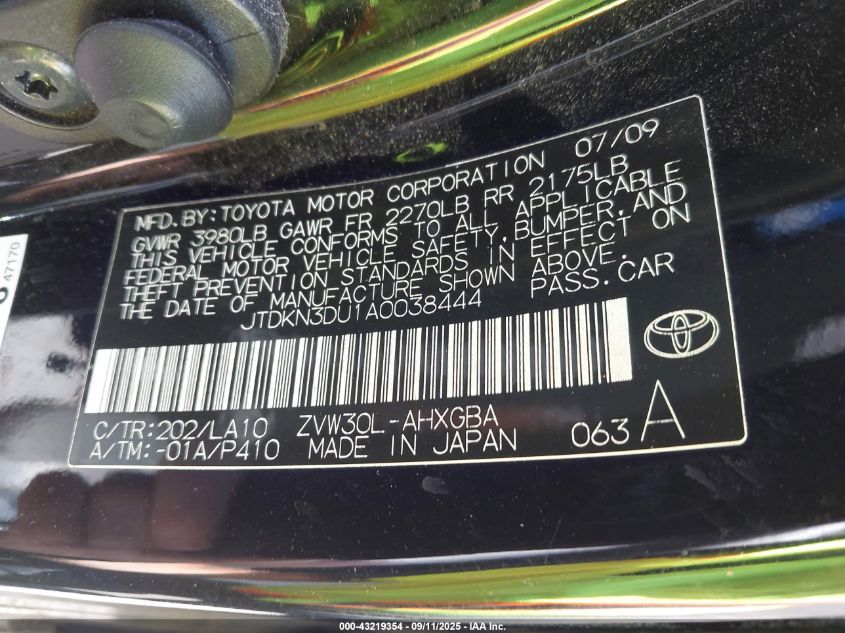 47170
MFD. BY: TOYOTA MOTOR CORPORATION 07/09
GVWR 3980LB GAWR FR 2270LB RR 2175LB
THIS VEHICLE CONFORMS TO ALL APPLICABLE
FEDERAL MOTOR VEHICLE SAFETY, BUMPER, AND
THEFT PREVENTION STANDARDS IN EFFECT ON
THE DATE OF MANUFACTURE SHOWN ABOVE.
JTDKN3DU1A0038444 PASS. CAR
C/TR: 202/LA10 ZVW30L-AHXGBA
A/TM: -01A/P410 MADE IN JAPAN 063 A
000-43219354 - 09/11/2025 - IAA Inc.